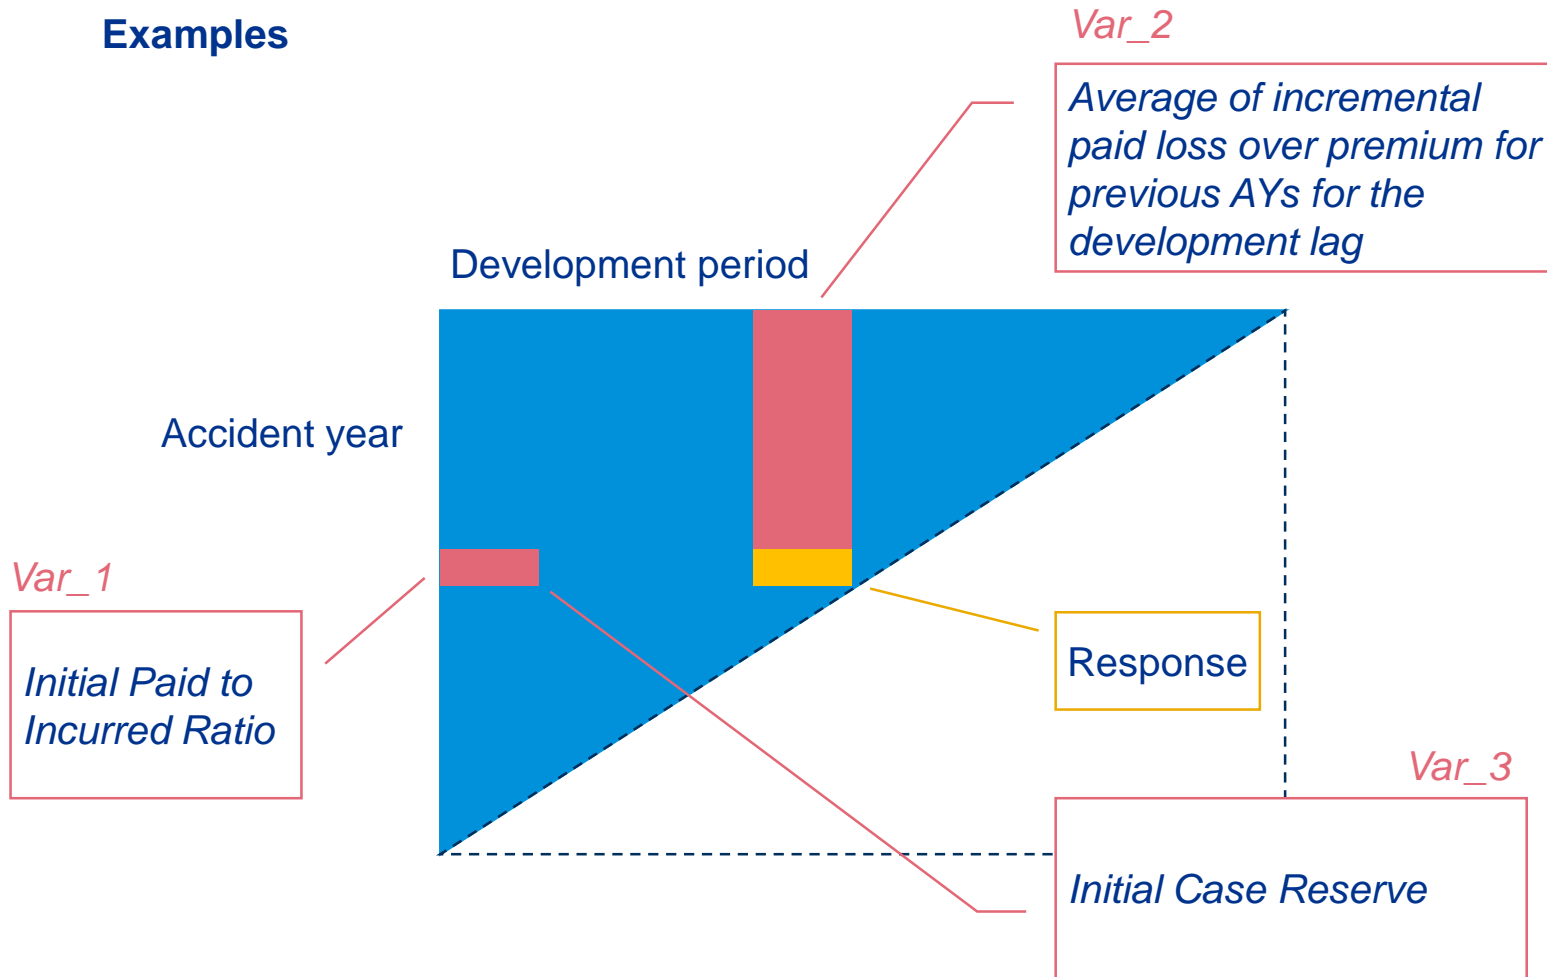 Examples
Var_2
Average of incremental
paid loss over premium for
previous AYs for the
development lag
Development period
Accident year
Var_1
Initial Paid to
Incurred Ratio
Response
Var_3
Initial Case Reserve